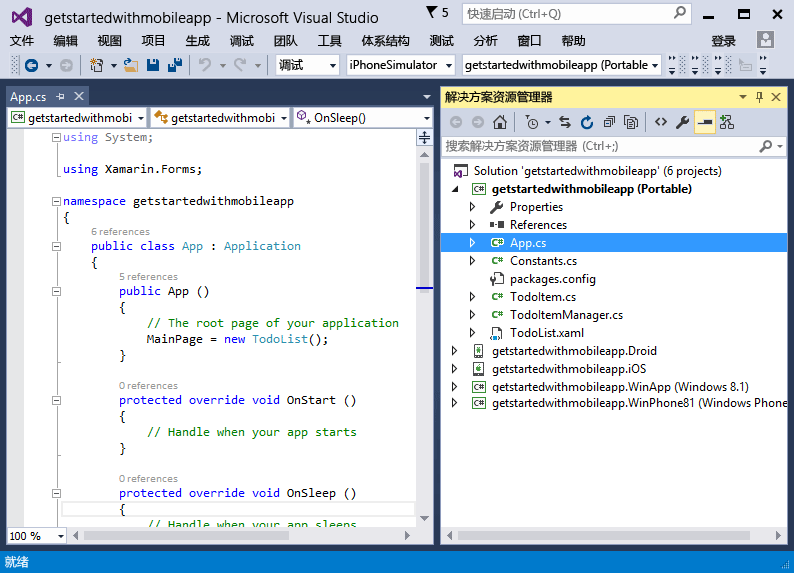 getstartedwithmobileapp - Microsoft Visual Studio
5
快速启动 (Ctrl+Q)
文件 编辑 视图 项目 生成 调试 团队 工具 体系结构 测试 分析 窗口 帮助 登录
调试 iPhoneSimulator getstartedwithmobileapp (Portable
App.cs
getstartedwithmobi getstartedwithmobi OnSleep()
using System;
using Xamarin.Forms;
namespace getstartedwithmobileapp
{
6 references
public class App : Application
{
5 references
public App ()
{
// The root page of your application
MainPage = new TodoList();
}
0 references
protected override void OnStart ()
{
// Handle when your app starts
}
0 references
protected override void OnSleep ()
{
// Handle when your app sleeps
100 %
解决方案资源管理器
搜索解决方案资源管理器 (Ctrl+;)
Solution 'getstartedwithmobileapp' (6 projects)
getstartedwithmobileapp (Portable)
Properties
References
App.cs
Constants.cs
packages.config
TodoItem.cs
TodoItemManager.cs
TodoList.xaml
getstartedwithmobileapp.Droid
getstartedwithmobileapp.iOS
getstartedwithmobileapp.WinApp (Windows 8.1)
getstartedwithmobileapp.WinPhone81 (Windows Phone
就绪